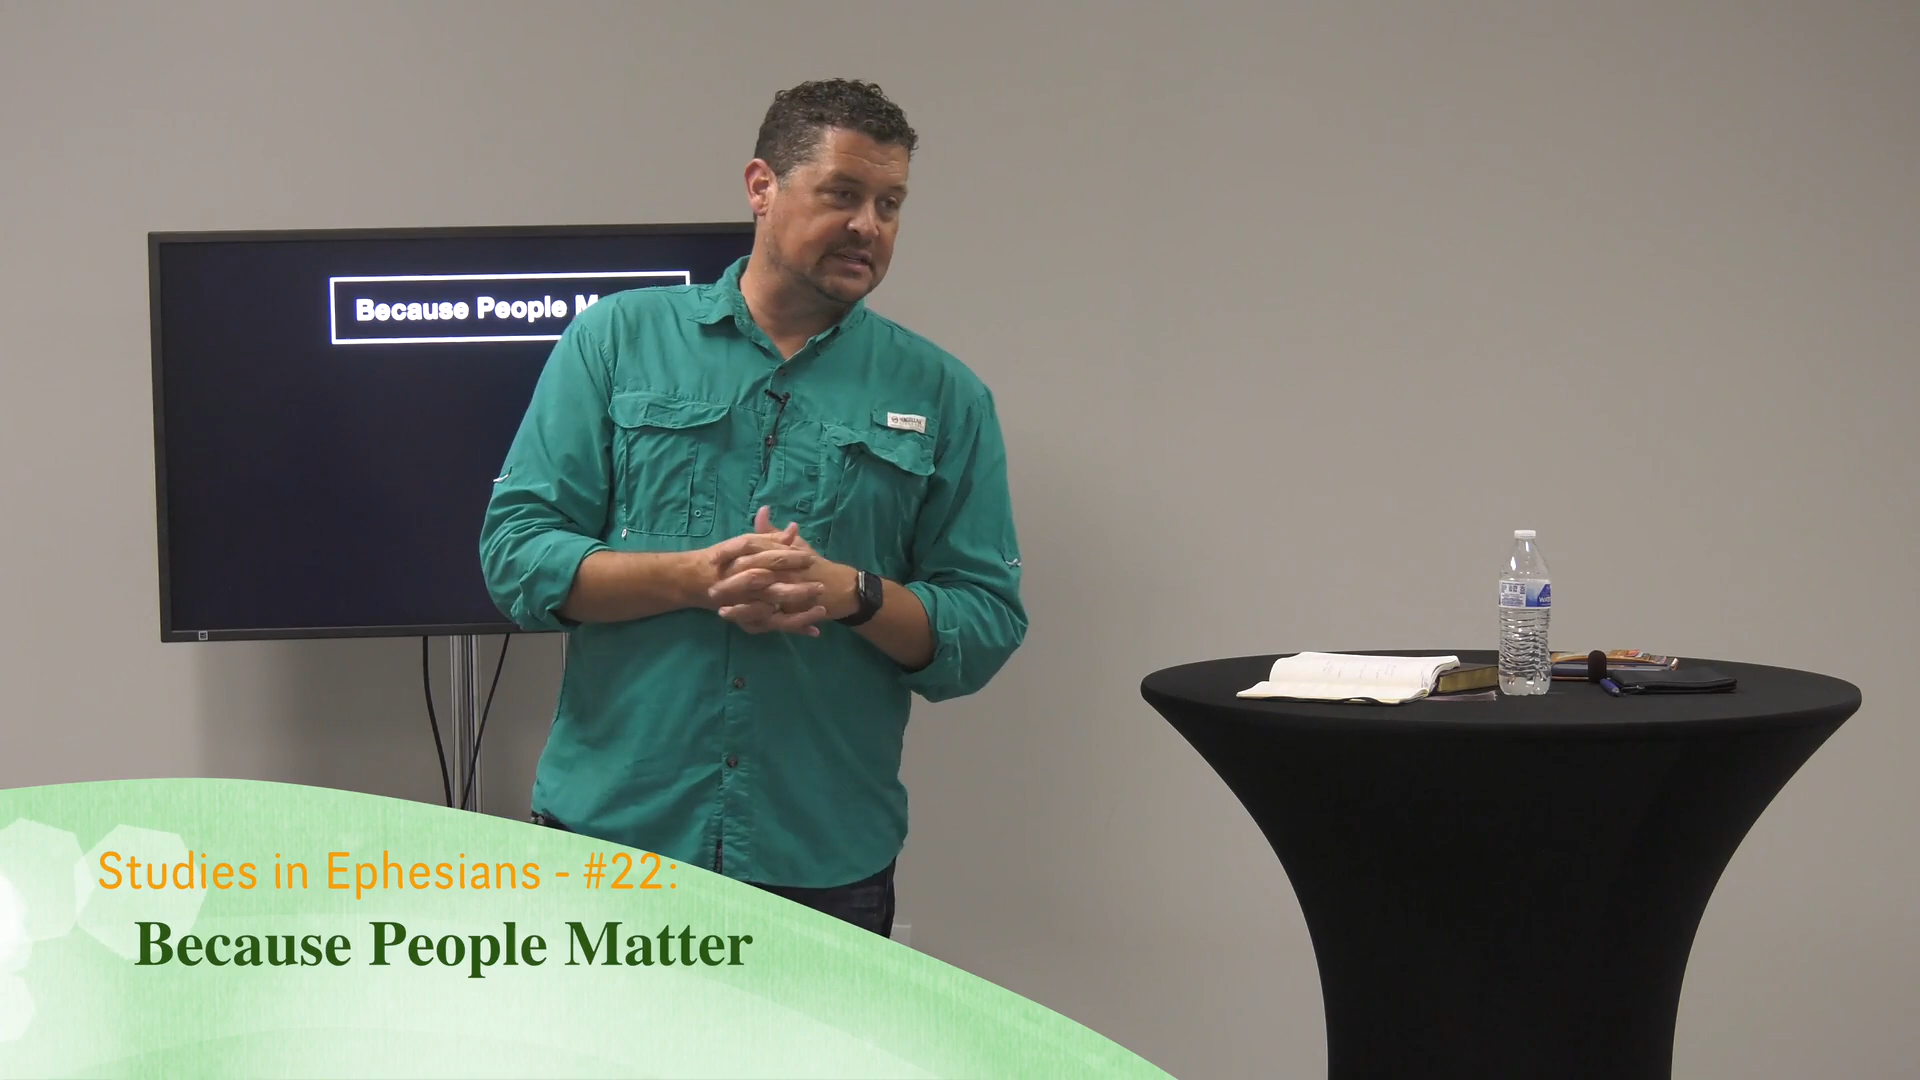 Because People M
Studies in Ephesians - #22:
Because People Matter